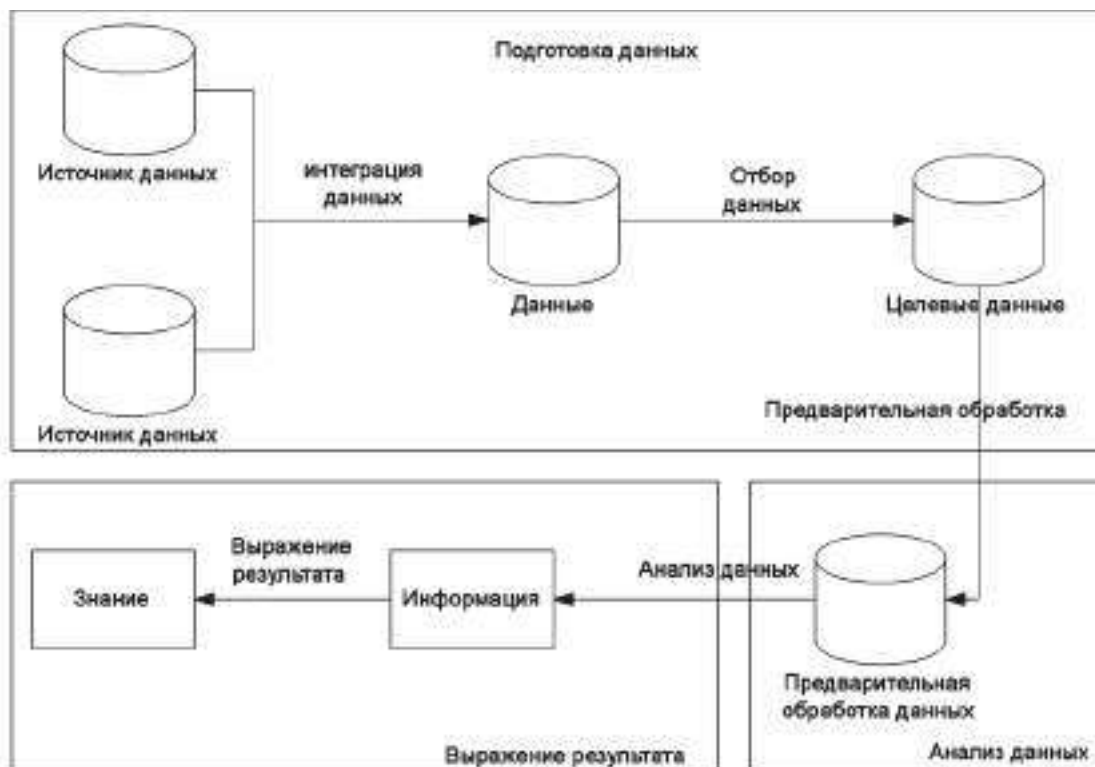 Подготовка данных
Источник данных
интеграция
данных
Отбор
данных
Данные
Целевые данные
Источник данных
Предварительная обработка
Выражение
результата
Анализ данных
Знание
Информация
Предварительная
обработка данных
Выражение результата
Анализ данных